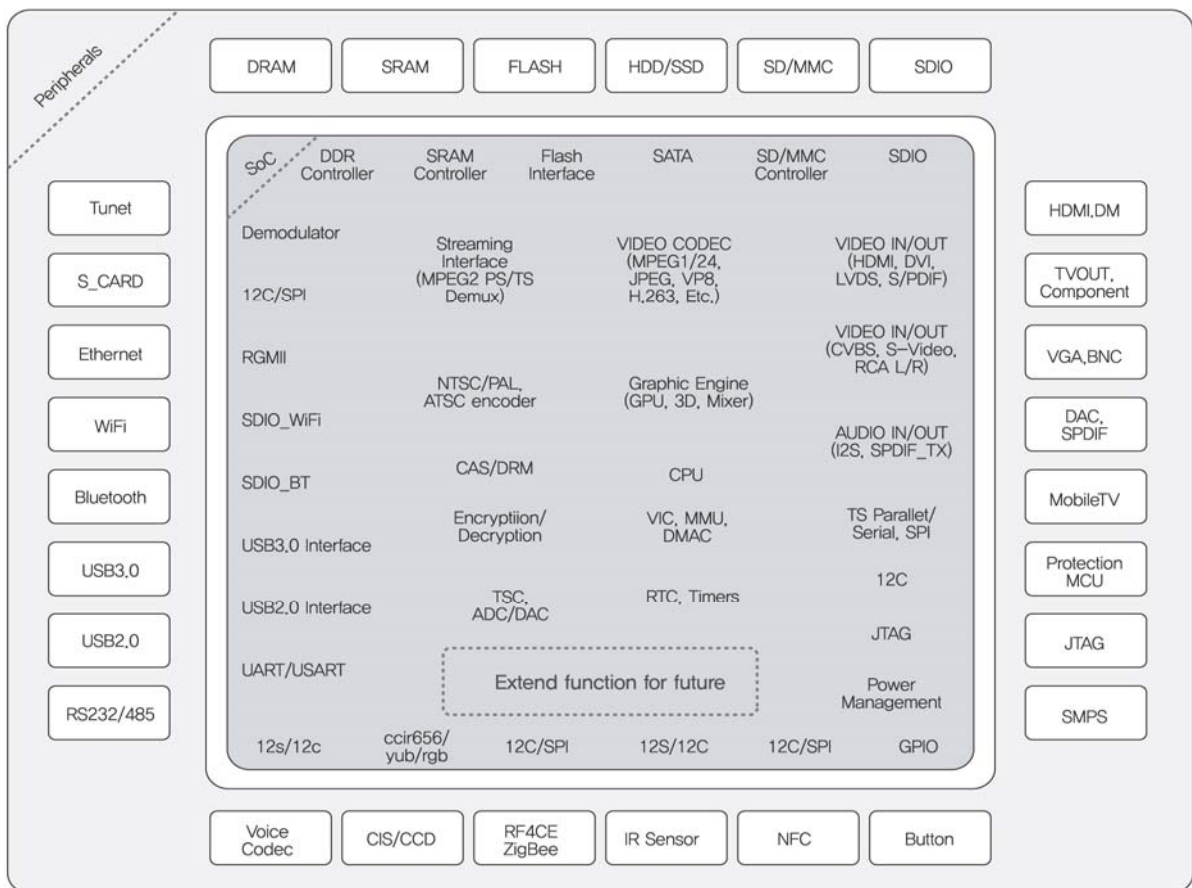 Peripherals
DRAM
SRAM
FLASH
HDD/SSD
SD/MMC
SDIO
SoC
DDR
Controller
SRAM
Controller
Flash
Interface
SATA
SD/MMC
Controller
SDIO
Tunet
S_CARD
Ethernet
WiFi
Bluetooth
USB3.0
USB2.0
RS232/485
Demodulator
12C/SPI
RGMII
SDIO_WiFi
SDIO_BT
USB3.0 Interface
USB2.0 Interface
UART/USART
Streaming
Interface
(MPEG2 PS/TS
Demux)
NTSC/PAL,
ATSC encoder
CAS/DRM
Encryptiion/
Decryption
TSC,
ADC/DAC
VIDEO CODEC
(MPEG1/24,
JPEG, VP8,
H.263, Etc.)
Graphic Engine
(GPU, 3D, Mixer)
CPU
VIC, MMU,
DMAC
RTC, Timers
Extend function for future
VIDEO IN/OUT
(HDMI, DVI,
LVDS, S/PDIF)
VIDEO IN/OUT
(CVBS, S-Video,
RCA L/R)
AUDIO IN/OUT
(I2S, SPDIF_TX)
TS Parallet/
Serial, SPI
12C
JTAG
Power
Management
HDMI,DM
TVOUT,
Component
VGA,BNC
DAC,
SPDIF
MobileTV
Protection
MCU
JTAG
SMPS
12s/12c
ccir656/
yub/rgb
12C/SPI
12S/12C
12C/SPI
GPIO
Voice
Codec
CIS/CCD
RF4CE
ZigBee
IR Sensor
NFC
Button